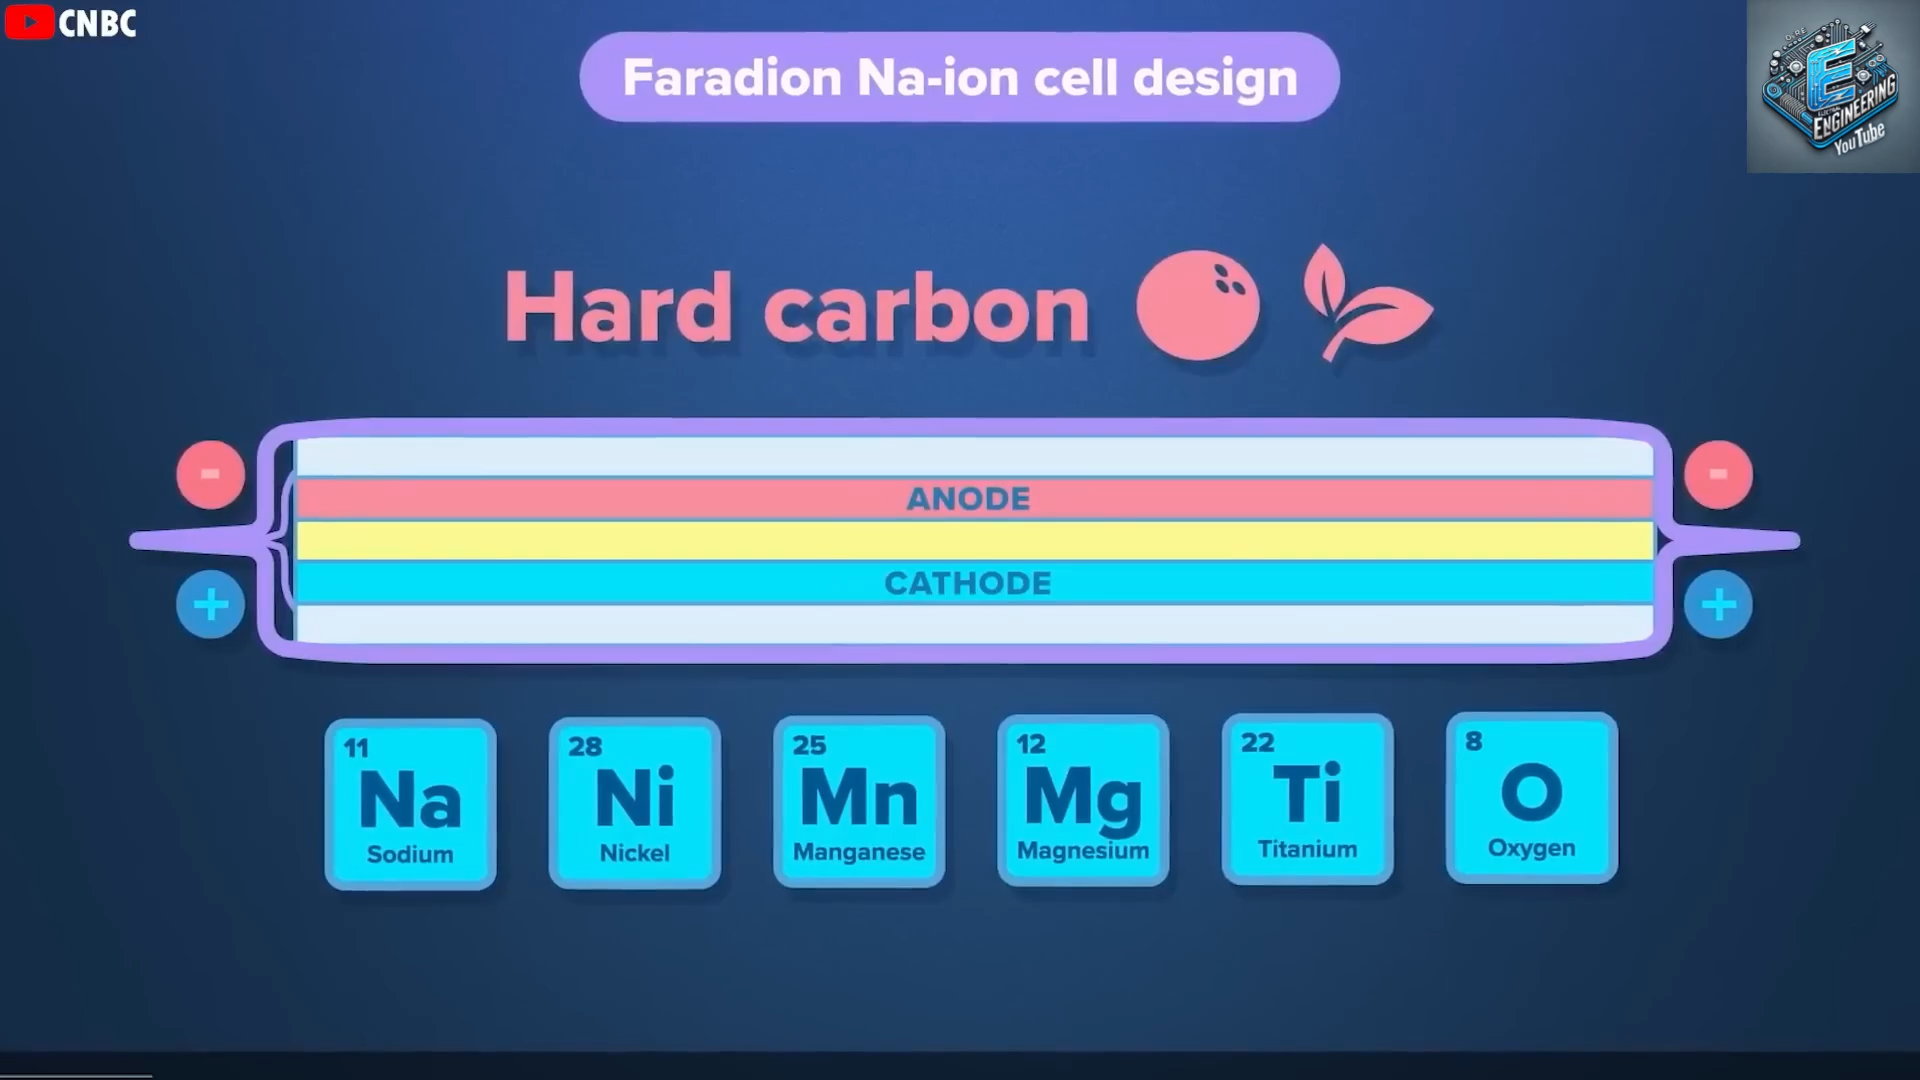 CNBC
Faradion Na-ion cell design
ENGINEERING
YouTube
Hard carbon
-
-
ANODE
CATHODE
+
+
11
Na
Sodium
28
Ni
Nickel
25
Mn
Manganese
12
Mg
Magnesium
22
Ti
Titanium
8
O
Oxygen